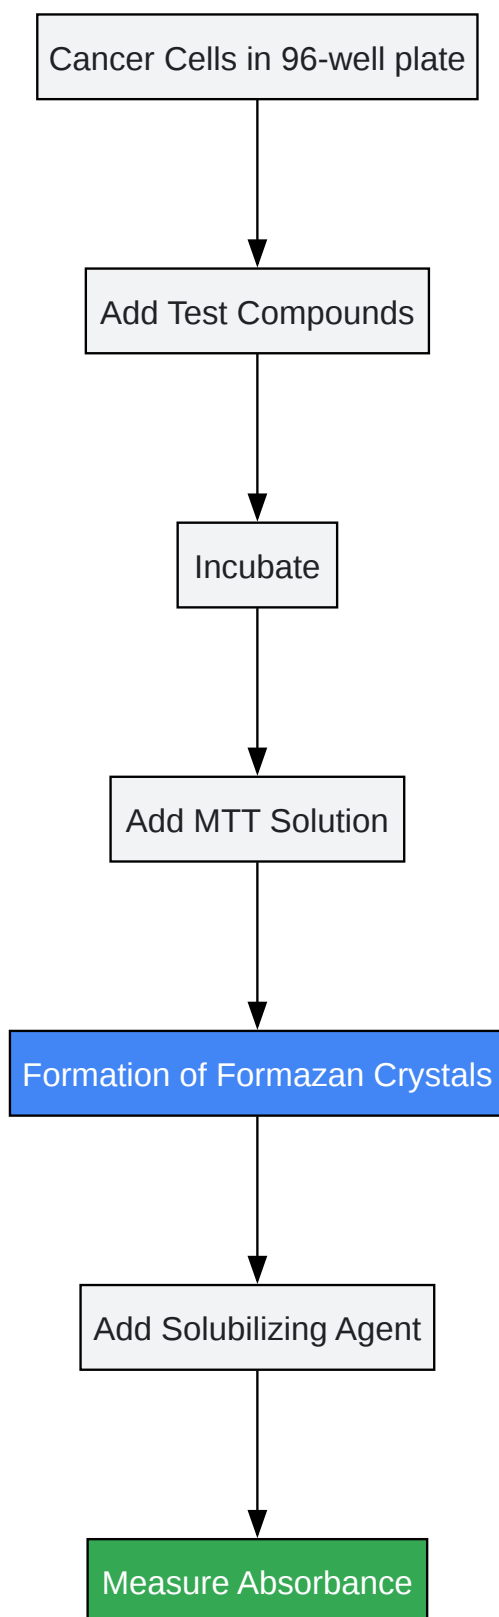 Cancer Cells in 96-well plate
Add Test Compounds
Incubate
Add MTT Solution
Formation of Formazan Crystals
Add Solubilizing Agent
Measure Absorbance